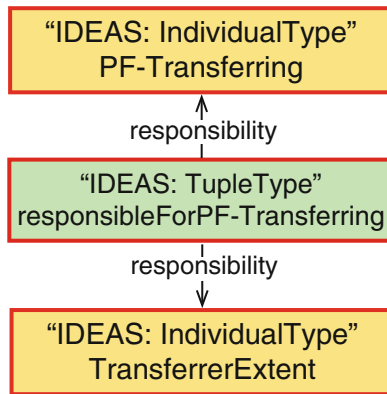 “IDEAS: IndividualType”
PF-Transferring
responsibility
“IDEAS: TupleType”
responsibleForPF-Transferring
responsibility
“IDEAS: IndividualType”
TransferrerExtent